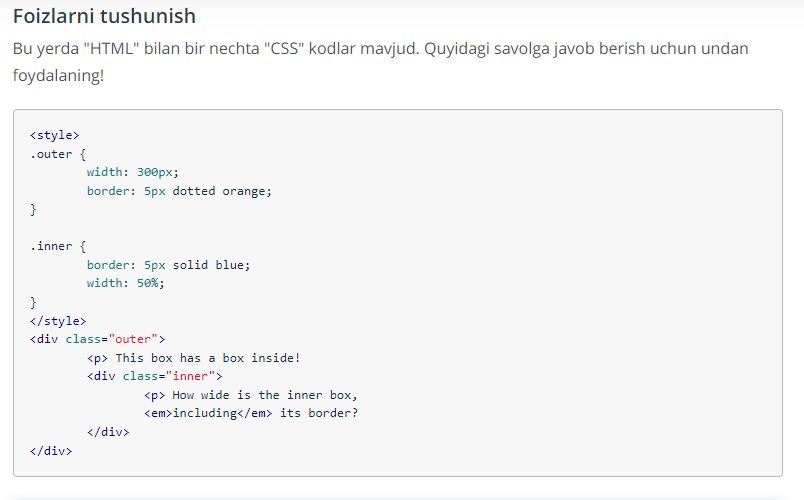 Foizlarni tushunish
Bu yerda "HTML" bilan bir nechta "CSS" kodlar mavjud. Quyidagi savolga javob berish uchun undan
foydalaning!
<style>
.outer {
        width: 300px;
        border: 5px dotted orange;
}

.inner {
        border: 5px solid blue;
        width: 50%;
}
</style>
<div class="outer">
        <p> This box has a box inside!
        <div class="inner">
                <p> How wide is the inner box,
                <em>including</em> its border?
        </div>
</div>